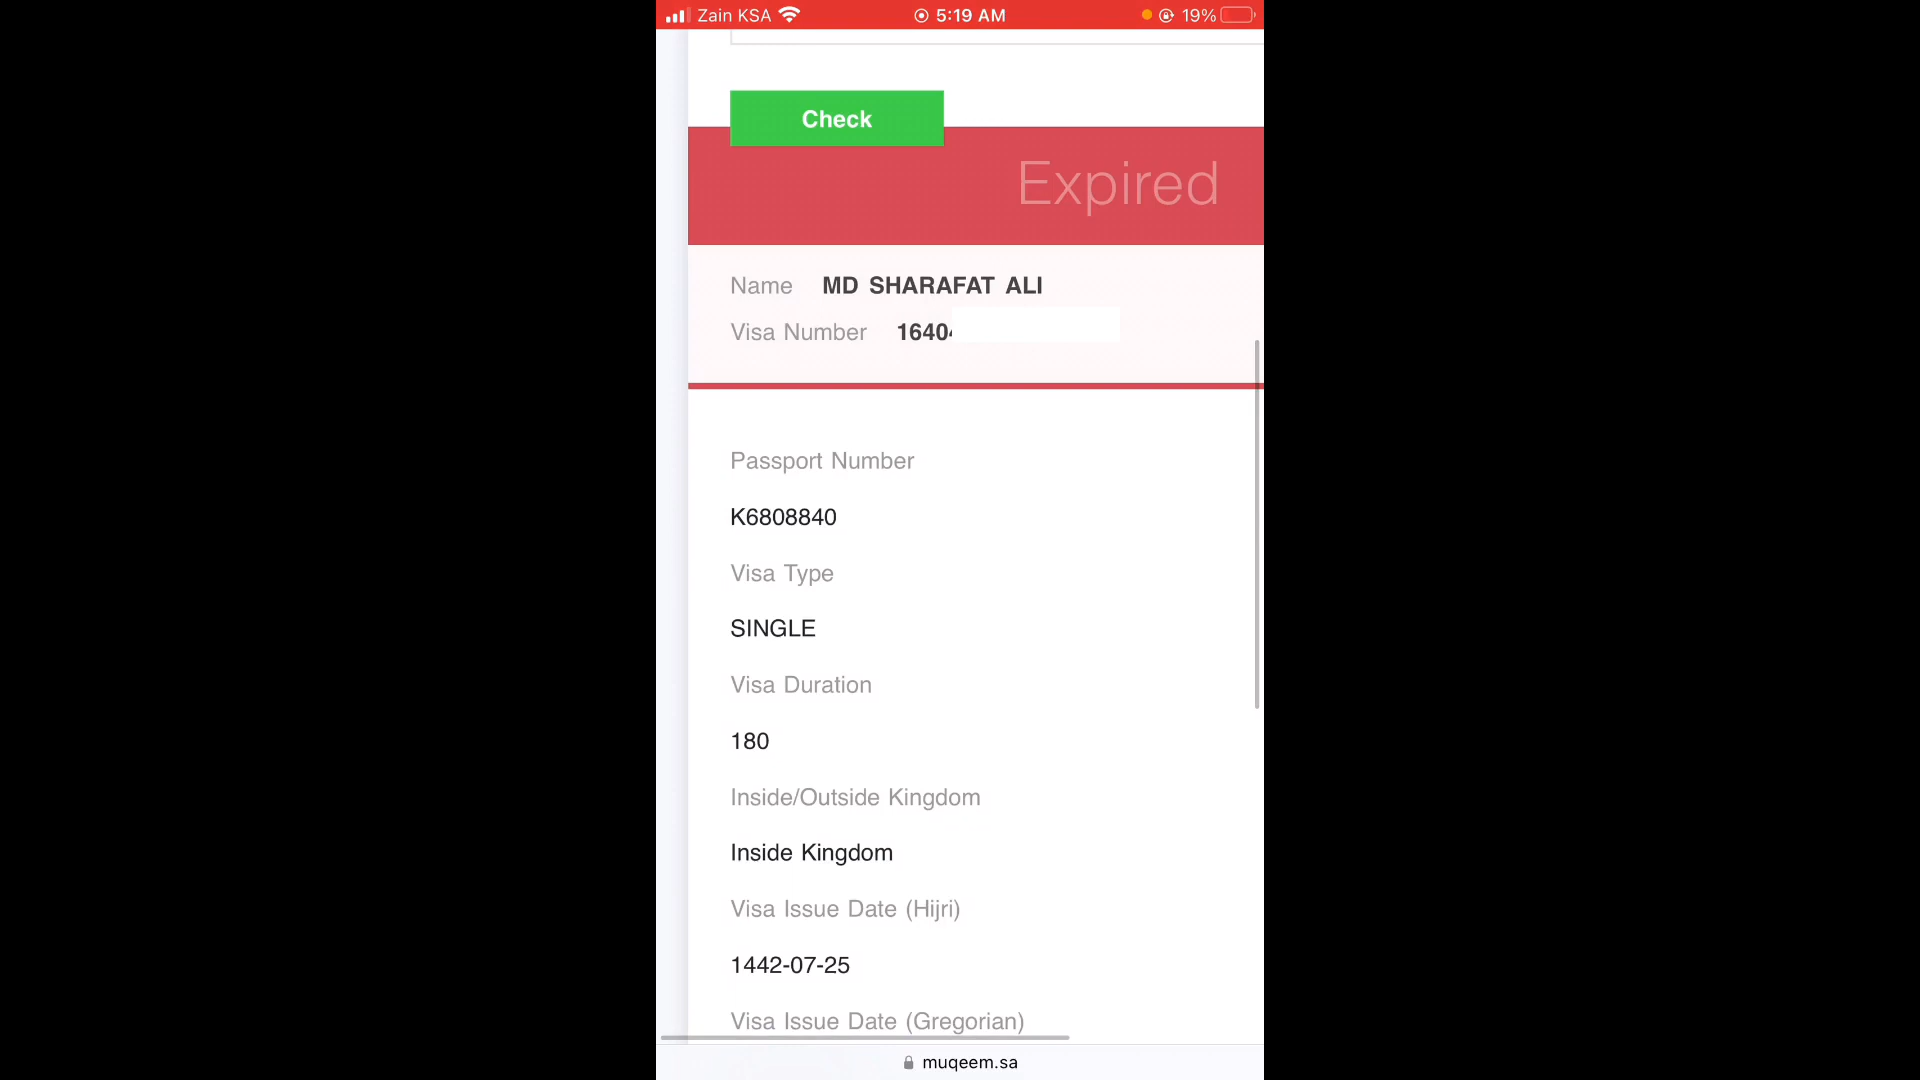 Zain KSA 5:19 AM 19%
Check
Expired
Name MD SHARAFAT ALI
Visa Number 1640
Passport Number
K6808840
Visa Type
SINGLE
Visa Duration
180
Inside/Outside Kingdom
Inside Kingdom
Visa Issue Date (Hijri)
1442-07-25
Visa Issue Date (Gregorian)
muqeem.sa